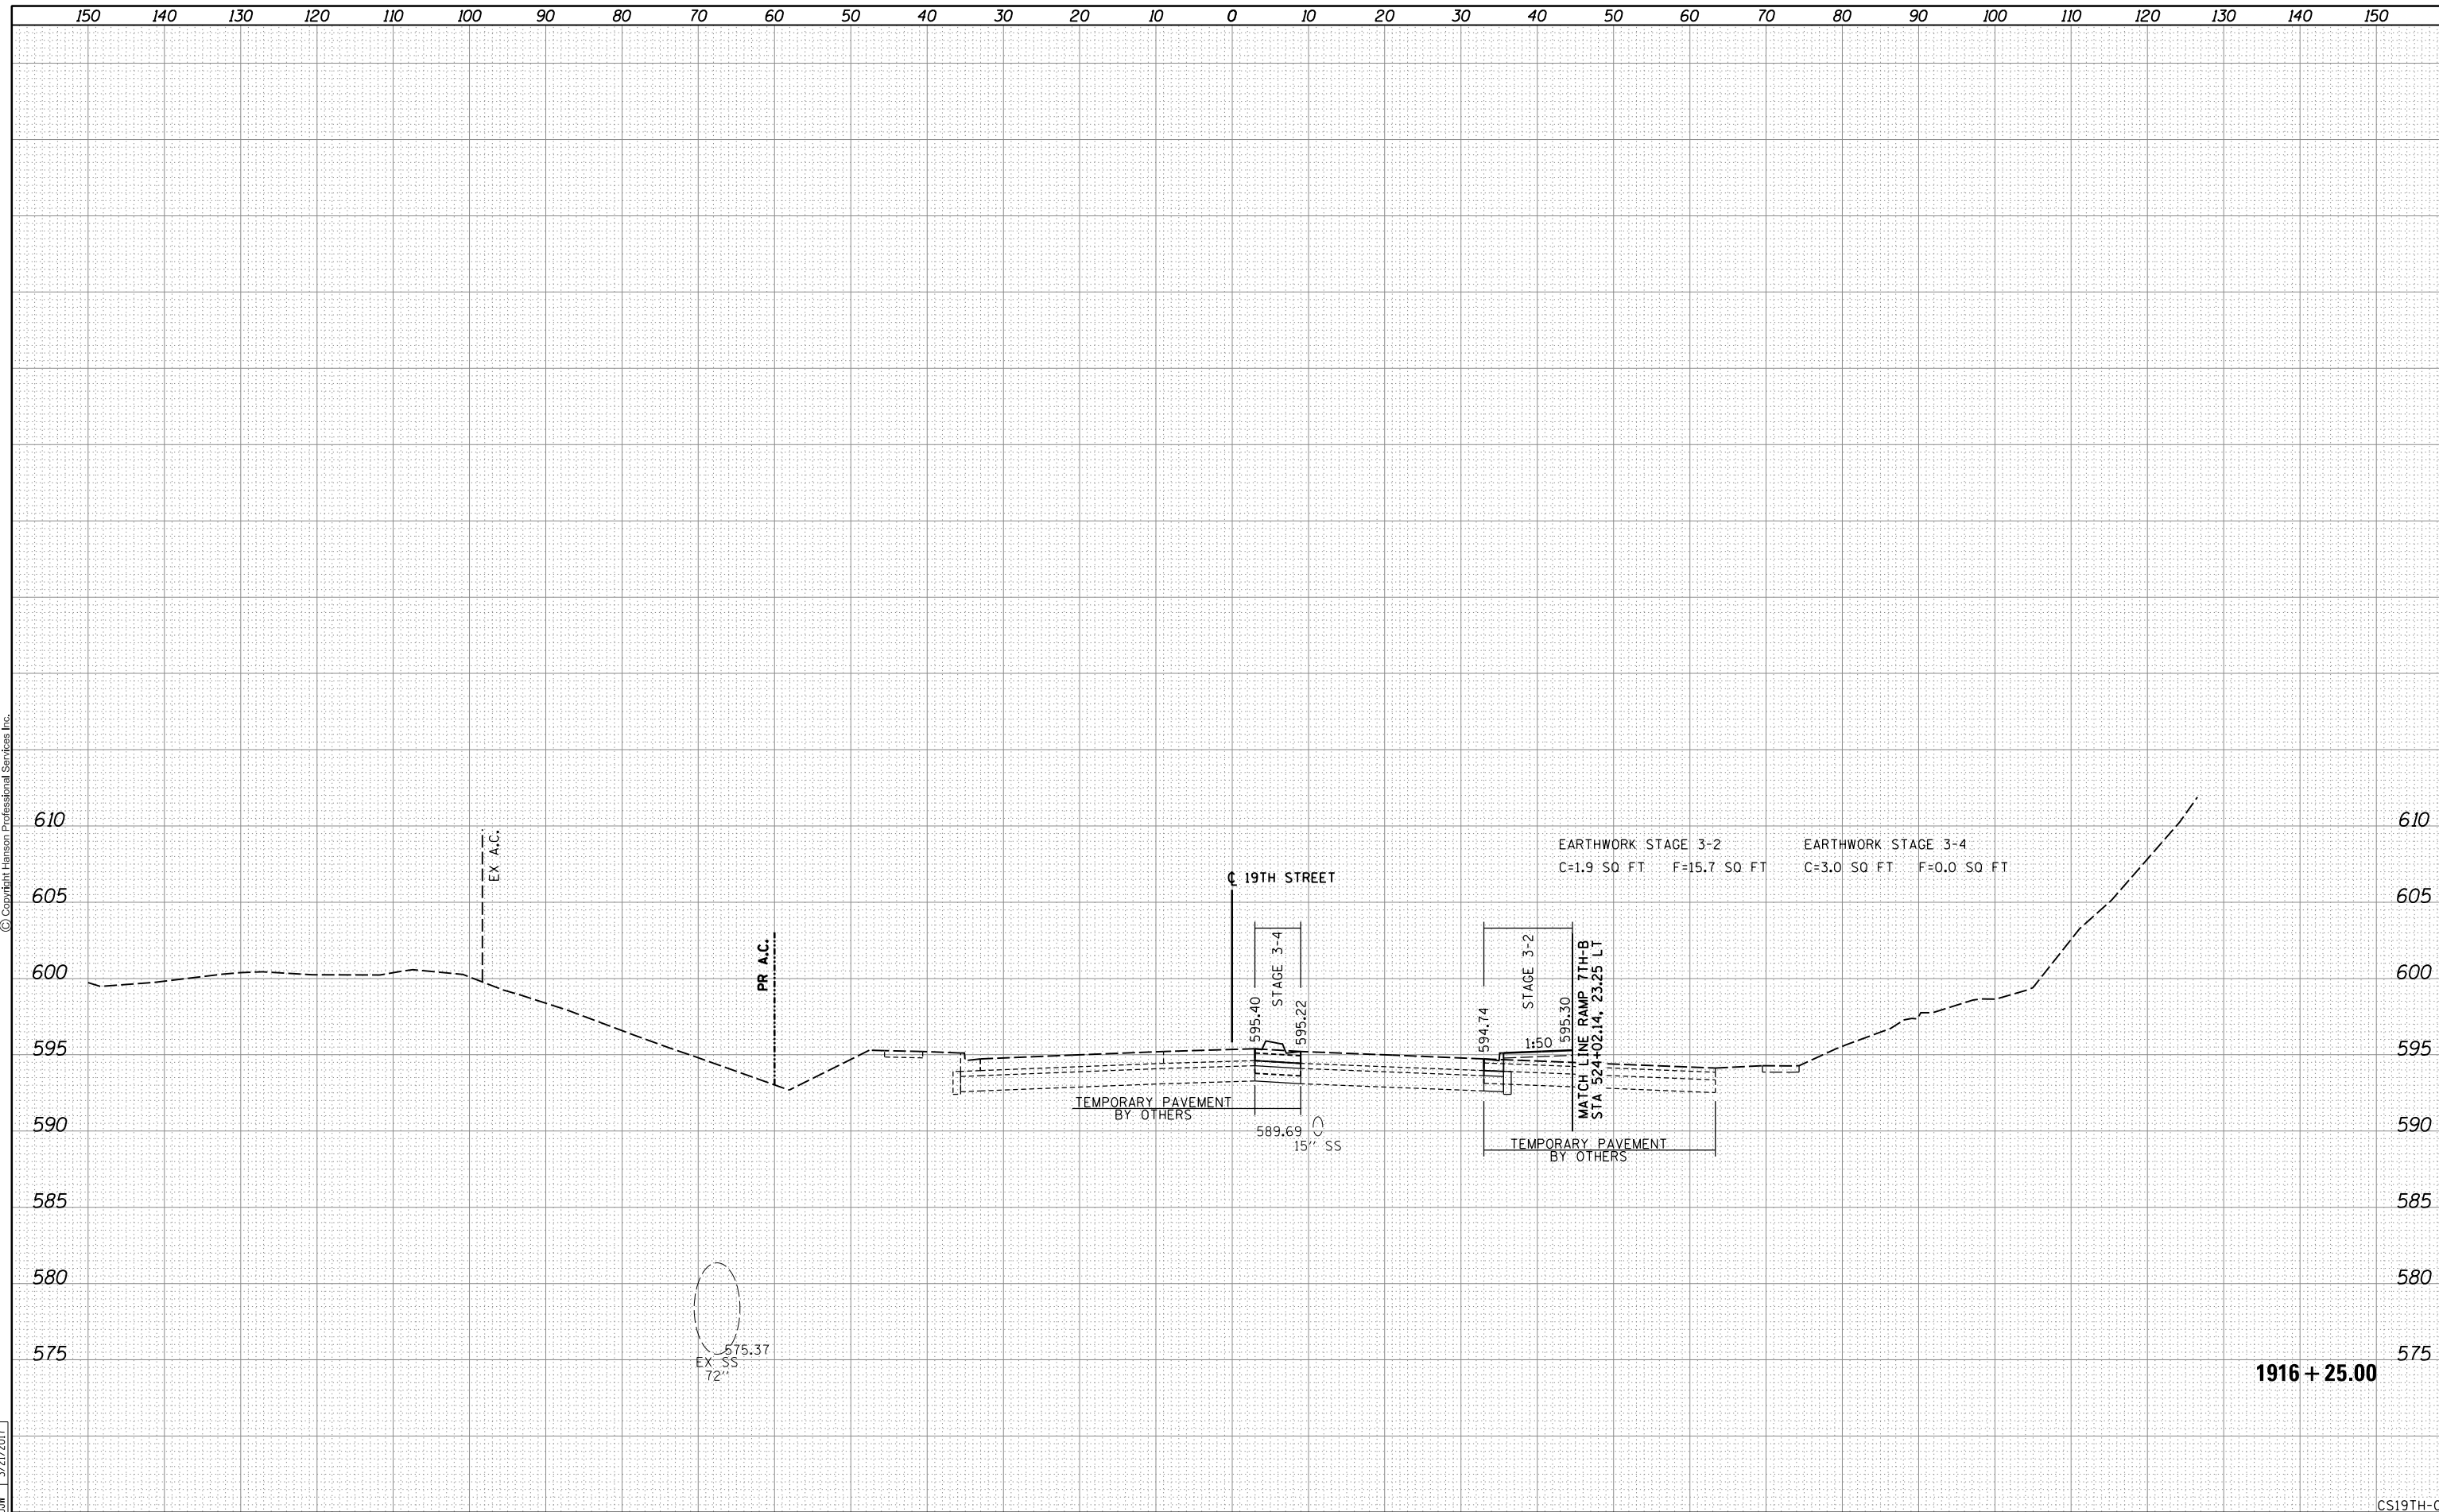 150 140 130 120 110 100 90 80 70 60 50 40 30 20 10 0 10 20 30 40 50 60 70 80 90 100 110 120 130 140 150
© Copyright Hanson Professional Services Inc.
610 610
EX A.C.
EARTHWORK STAGE 3-2 EARTHWORK STAGE 3-4
C=1.9 SQ FT F=15.7 SQ FT C=3.0 SQ FT F=0.0 SQ FT
℄ 19TH STREET
605 605
PR A.C.
STAGE 3-4
STAGE 3-2
600 600
595.40
595.22
594.74
595.30
1:50
MATCH LINE RAMP 7TH-B
STA 524+02.14, 23.25 LT
595 595
TEMPORARY PAVEMENT
BY OTHERS
590 590
589.69
15'' SS
TEMPORARY PAVEMENT
BY OTHERS
585 585
580 580
575 575
575.37
EX SS
72''
1916+25.00
CS19TH-